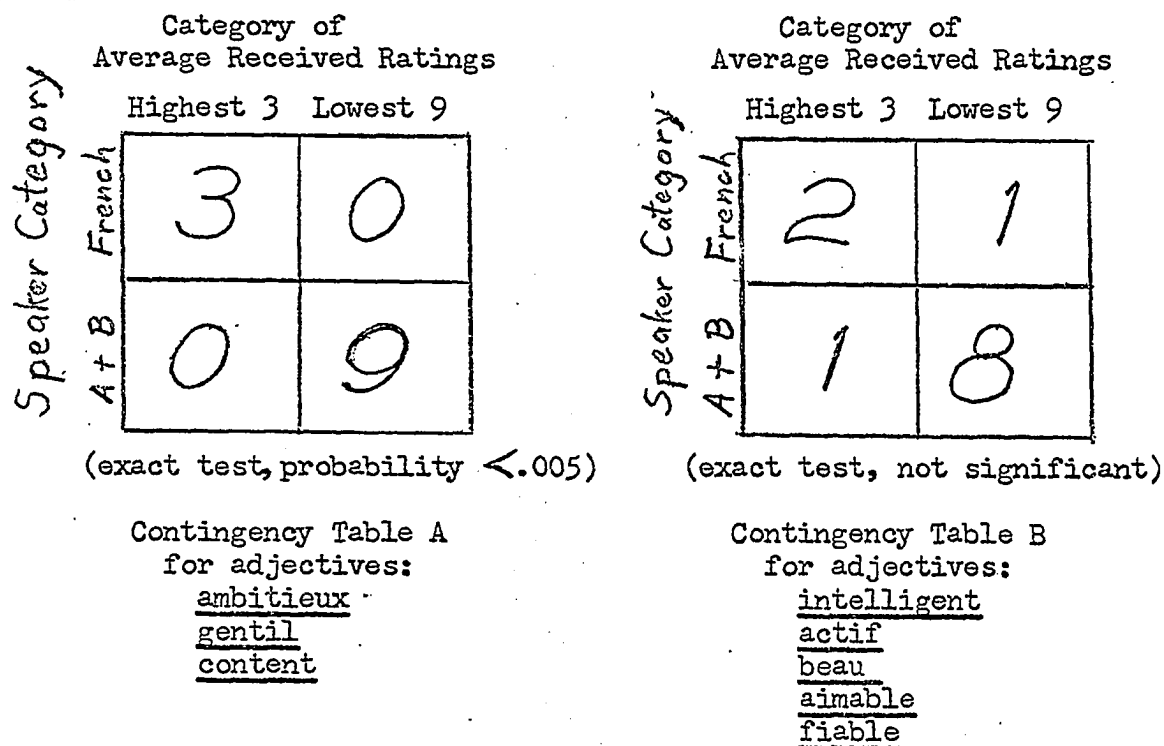 Category of
Average Received Ratings
Highest 3 Lowest 9
Speaker Category
French
3 0
A + B
0 9
(exact test, probability <.005)
Contingency Table A
for adjectives:
ambitieux
gentil
content
Category of
Average Received Ratings
Highest 3 Lowest 9
Speaker Category
French
2 1
A + B
1 8
(exact test, not significant)
Contingency Table B
for adjectives:
intelligent
actif
beau
aimable
fiable